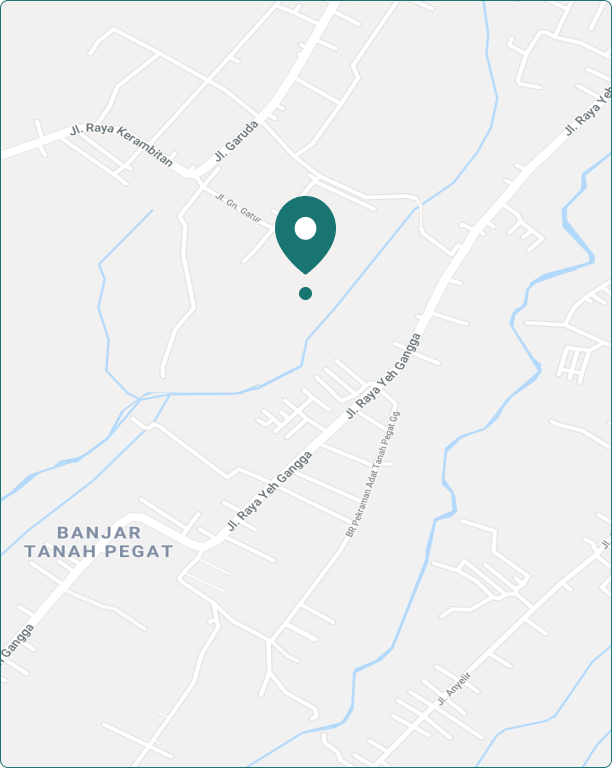 Jl. Raya Yeh
Jl. Raya Kerambitan
Jl. Garuda
Jl. Gn. Gatur
Jl. Raya Yeh Gangga
BR Pekraman Adat Tanah Pegat Gg.
Jl. Raya Yeh Gangga
BANJAR
TANAH PEGAT
Gangga
Jl. Anyelir